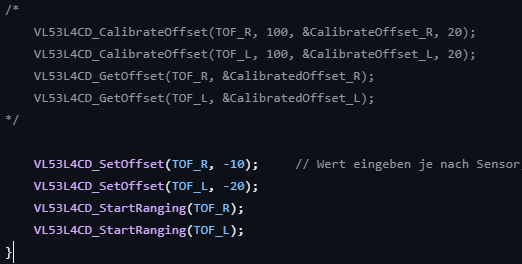 /*
    VL53L4CD_CalibrateOffset(TOF_R, 100, &CalibrateOffset_R, 20);
    VL53L4CD_CalibrateOffset(TOF_L, 100, &CalibrateOffset_L, 20);
    VL53L4CD_GetOffset(TOF_R, &CalibratedOffset_R);
    VL53L4CD_GetOffset(TOF_L, &CalibratedOffset_L);
*/
    VL53L4CD_SetOffset(TOF_R, -10);     // Wert eingeben je nach Sensor
    VL53L4CD_SetOffset(TOF_L, -20);
    VL53L4CD_StartRanging(TOF_R);
    VL53L4CD_StartRanging(TOF_L);
}